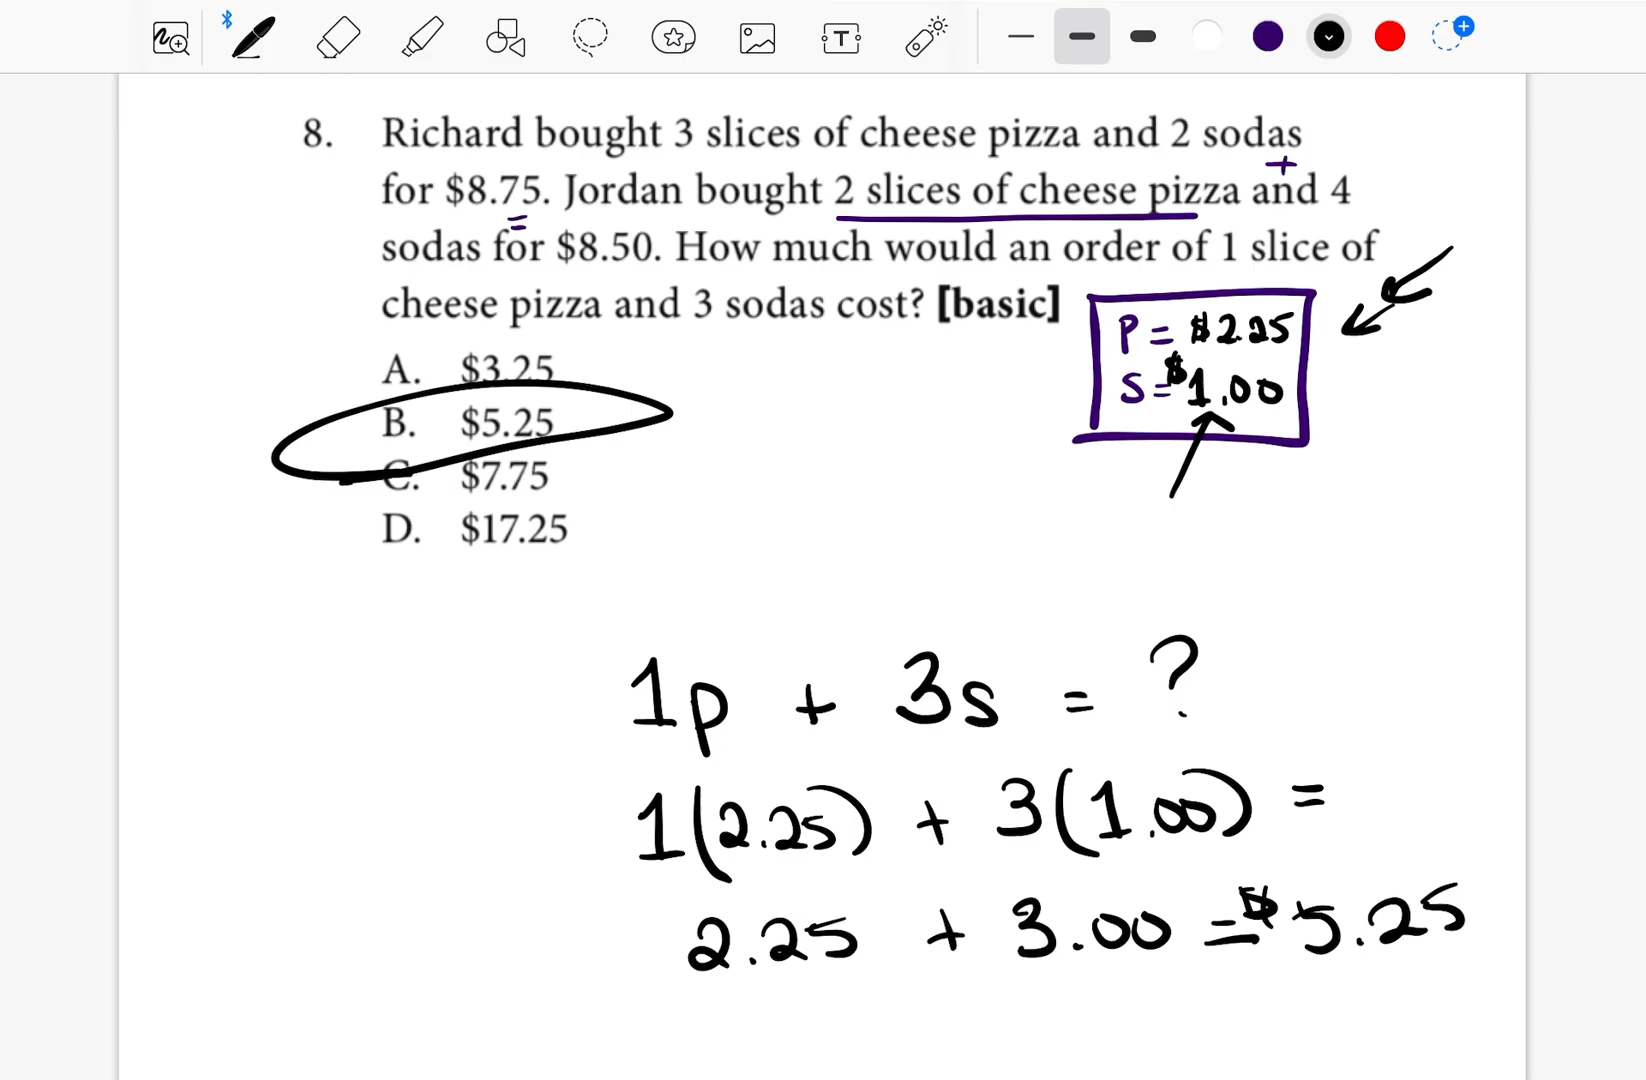 8. Richard bought 3 slices of cheese pizza and 2 sodas
+
for $8.75. Jordan bought 2 slices of cheese pizza and 4
=
sodas for $8.50. How much would an order of 1 slice of
cheese pizza and 3 sodas cost? [basic]
P = $2.25
S = $1.00
A. $3.25
B. $5.25
C. $7.75
D. $17.25
1p + 3s = ?
1(2.25) + 3(1.00) =
2.25 + 3.00 = $5.25